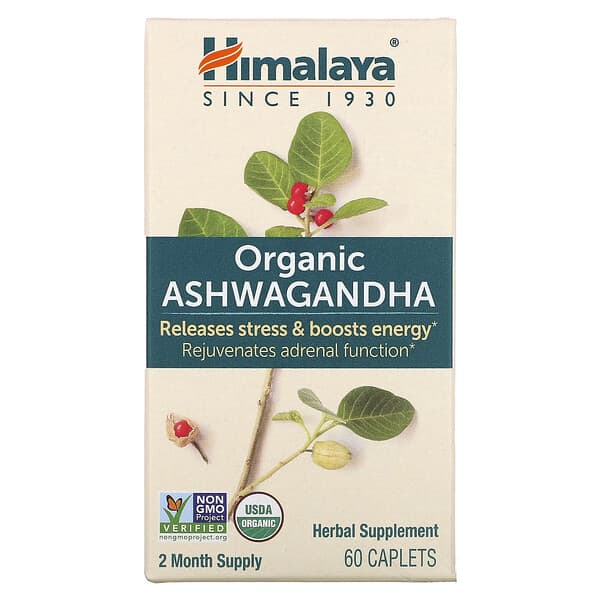 Himalaya®
SINCE 1930
Organic
ASHWAGANDHA
Releases stress & boosts energy*
Rejuvenates adrenal function*
NON
GMO
Project
VERIFIED
nongmoproject.org
USDA
ORGANIC
Herbal Supplement
2 Month Supply
60 CAPLETS